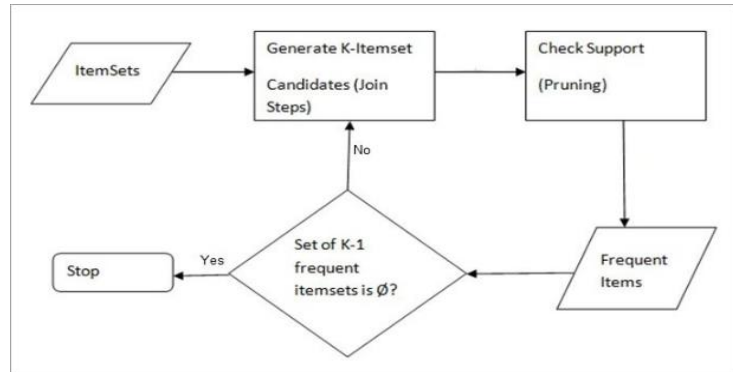 ItemSets
Generate K-Itemset
Candidates (Join
Steps)
Check Support
(Pruning)
No
Set of K-1
frequent
itemsets is Ø?
Yes
Stop
Frequent
Items